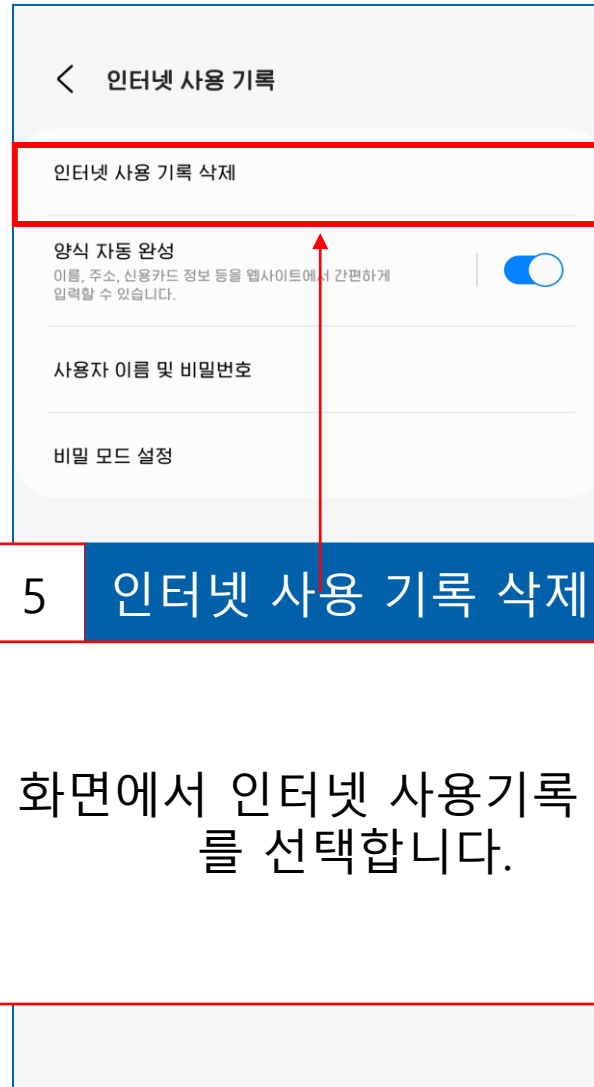 인터넷 사용 기록
인터넷 사용 기록 삭제
양식 자동 완성
이름, 주소, 신용카드 정보 등을 웹사이트에서 간편하게
입력할 수 있습니다.
사용자 이름 및 비밀번호
비밀 모드 설정
5 인터넷 사용 기록 삭제
화면에서 인터넷 사용기록
를 선택합니다.